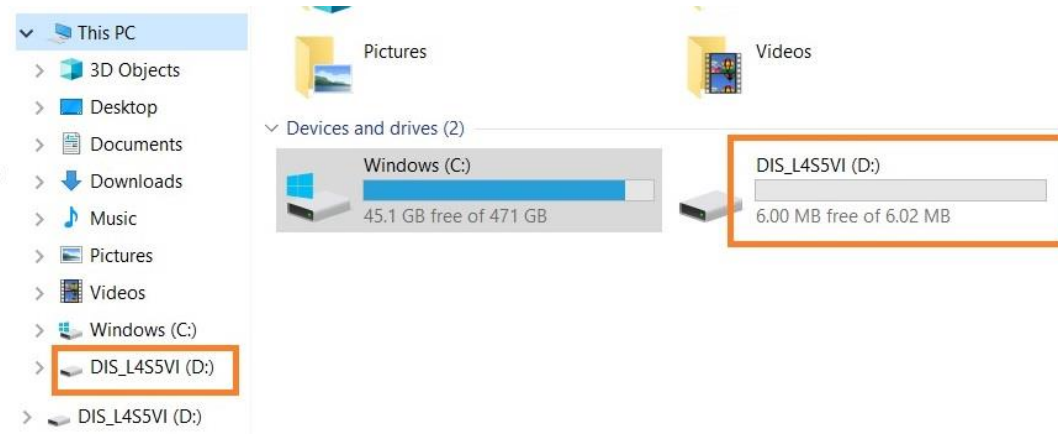 This PC
3D Objects
Desktop
Documents
Downloads
Music
Pictures
Videos
Windows (C:)
DIS_L4S5VI (D:)
DIS_L4S5VI (D:)
Pictures
Videos
Devices and drives (2)
Windows (C:)
45.1 GB free of 471 GB
DIS_L4S5VI (D:)
6.00 MB free of 6.02 MB